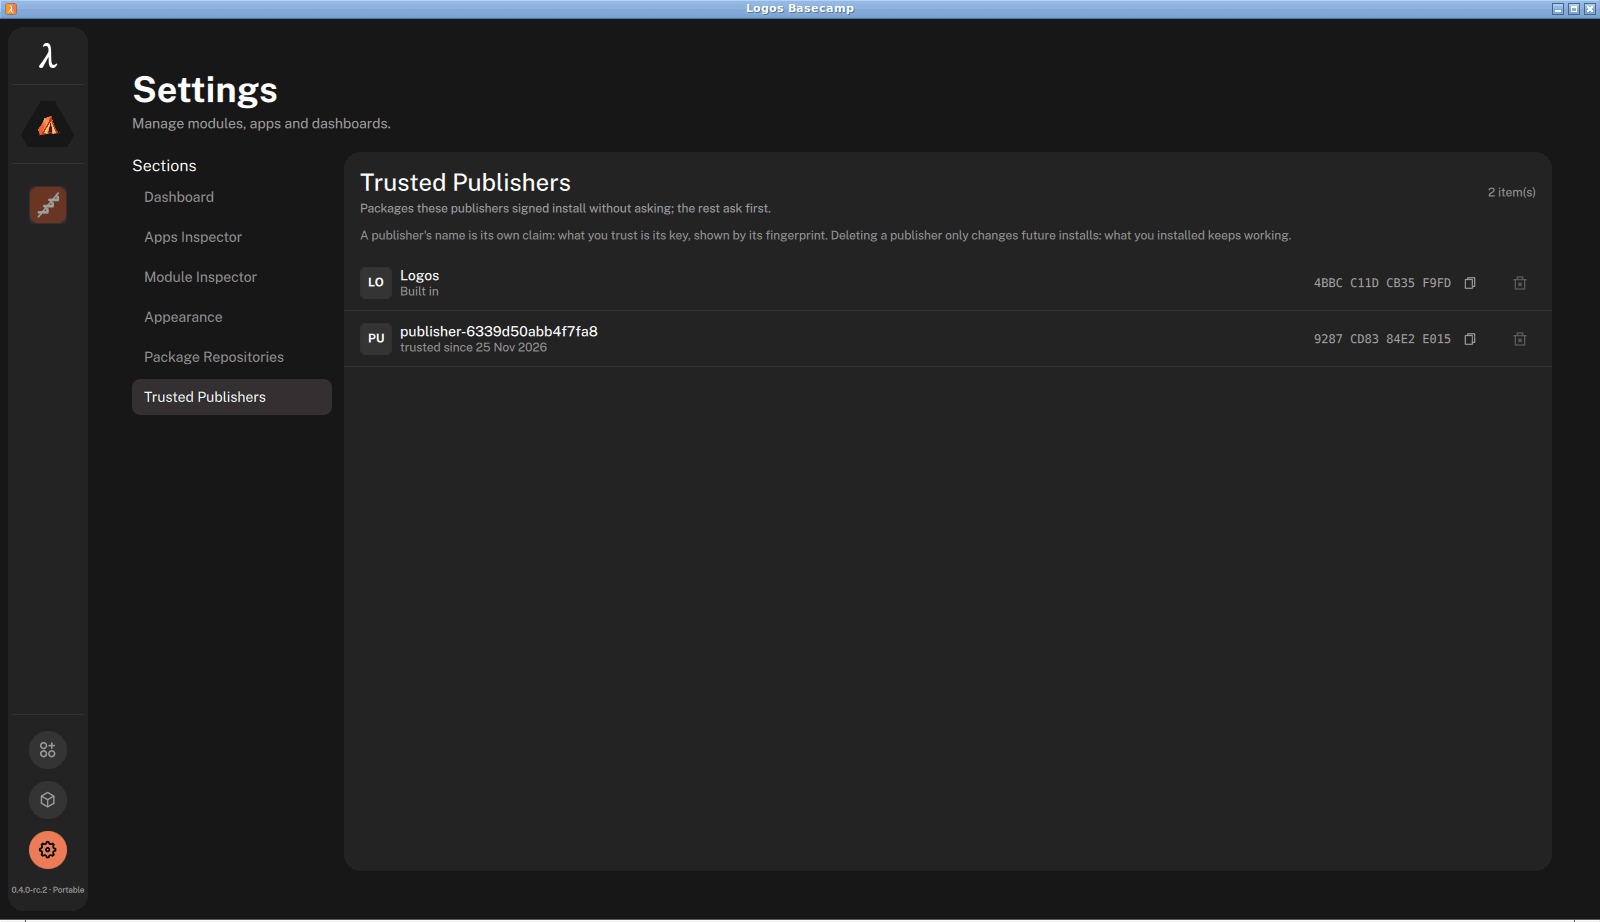 Logos Basecamp
λ
Settings
Manage modules, apps and dashboards.
Sections
Dashboard
Apps Inspector
Module Inspector
Appearance
Package Repositories
Trusted Publishers
Trusted Publishers
2 item(s)
Packages these publishers signed install without asking; the rest ask first.
A publisher's name is its own claim: what you trust is its key, shown by its fingerprint. Deleting a publisher only changes future installs: what you installed keeps working.
LO
Logos
Built in
4BBC C11D CB35 F9FD
PU
publisher-6339d50abb4f7fa8
trusted since 25 Nov 2026
9287 CD83 84E2 E015
0.4.0-rc.2 · Portable